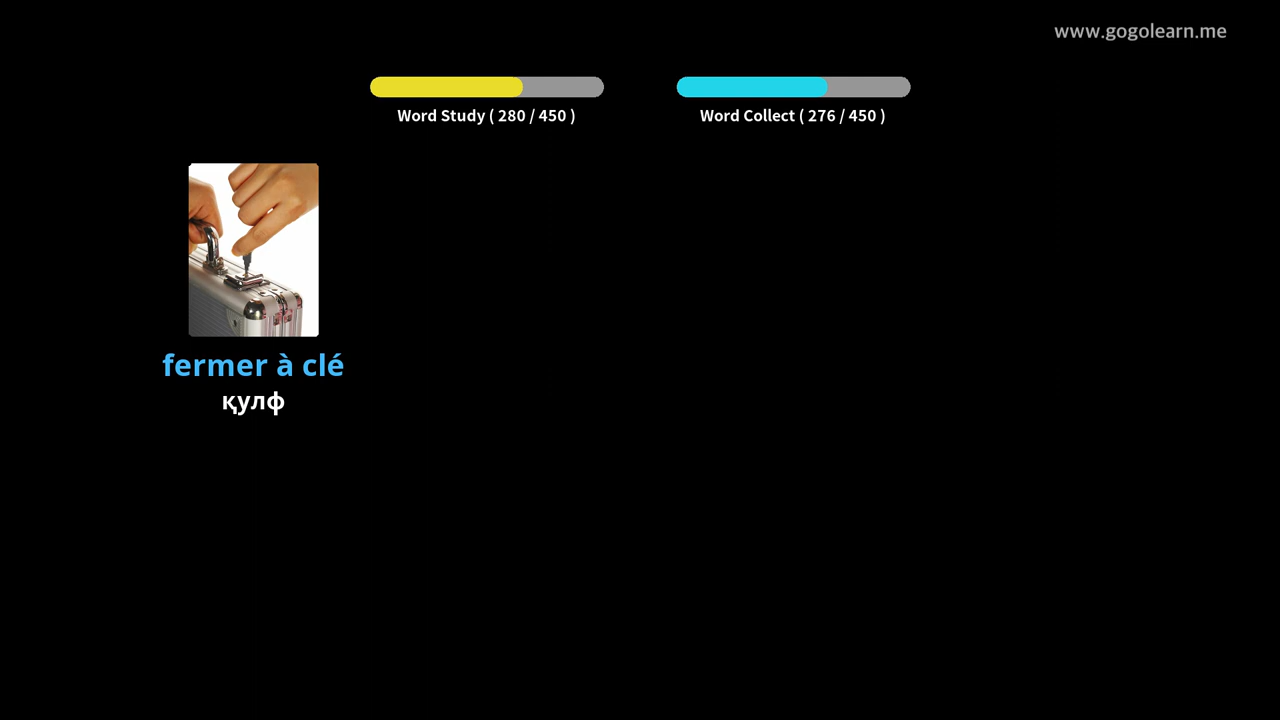 www.gogolearn.me
Word Study ( 280 / 450 )
Word Collect ( 276 / 450 )
fermer à clé
қулф